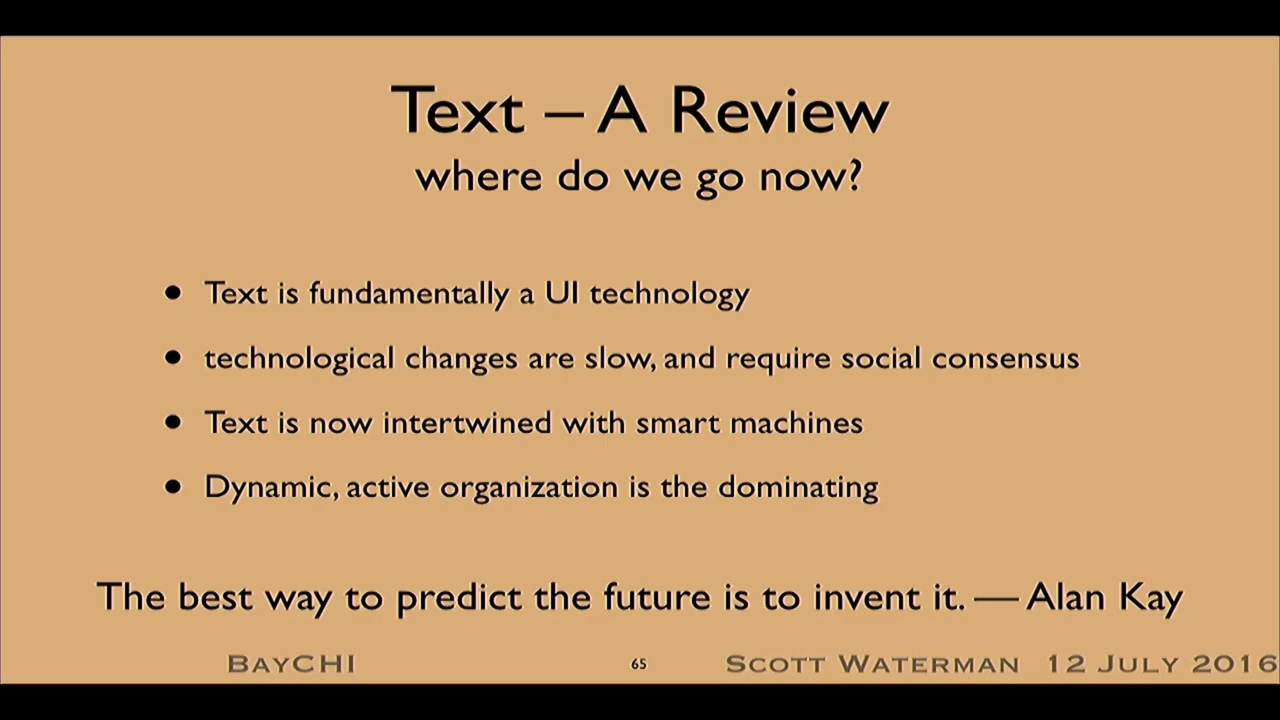 Text – A Review
where do we go now?
• Text is fundamentally a UI technology
• technological changes are slow, and require social consensus
• Text is now intertwined with smart machines
• Dynamic, active organization is the dominating
The best way to predict the future is to invent it. — Alan Kay
BayCHI 65 Scott Waterman 12 July 2016